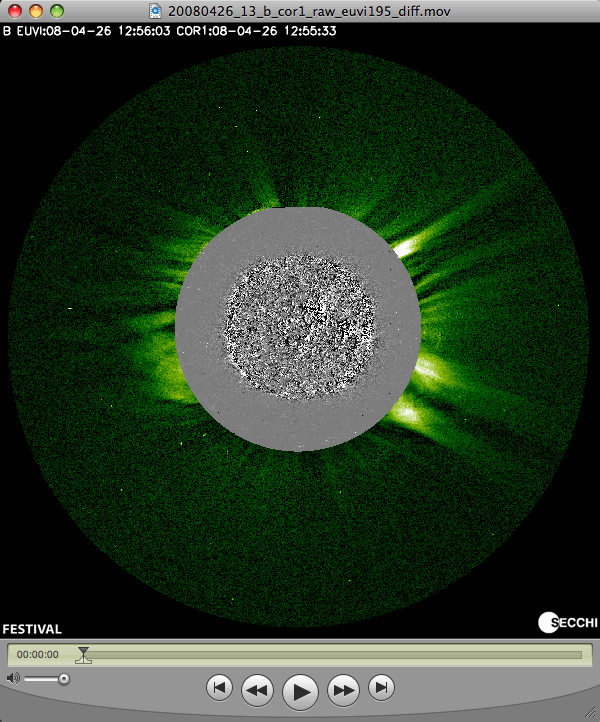 20080426_13_b_cor1_raw_euvi195_diff.mov
B EUVI:08-04-26 12:56:03 COR1:08-04-26 12:55:33
FESTIVAL
SECCHI
00:00:00